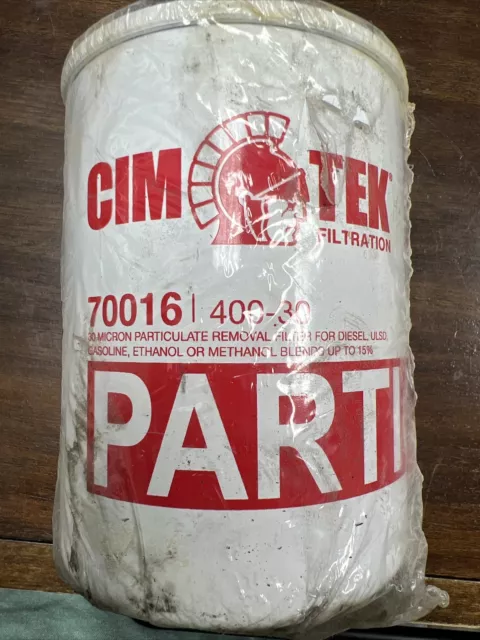 CIM TEK
FILTRATION
70016 | 400-30
30-MICRON PARTICULATE REMOVAL FILTER FOR DIESEL, ULSD,
GASOLINE, ETHANOL OR METHANOL BLENDS UP TO 15%
PARTI